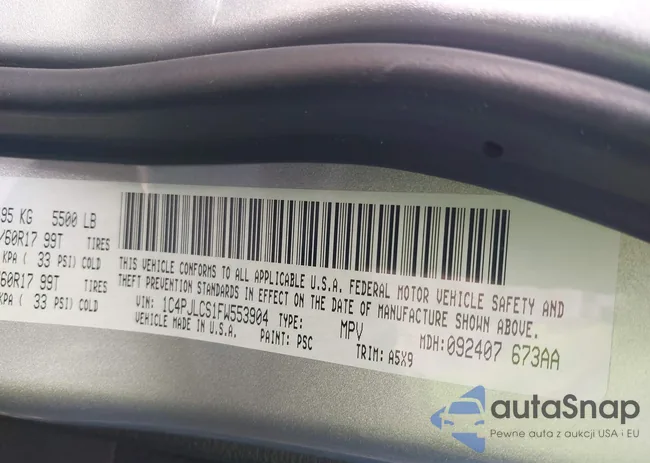 95 KG 5500 LB
/60R17 99T TIRES
KPA ( 33 PSI) COLD
/60R17 99T TIRES
KPA ( 33 PSI) COLD
THIS VEHICLE CONFORMS TO ALL APPLICABLE U.S.A. FEDERAL MOTOR VEHICLE SAFETY AND
THEFT PREVENTION STANDARDS IN EFFECT ON THE DATE OF MANUFACTURE SHOWN ABOVE.
VIN: 1C4PJLCS1FW553904 TYPE: MPV MDH:092407 673AA
VEHICLE MADE IN U.S.A. PAINT: PSC TRIM: A5X9
autaSnap
Pewne auta z aukcji USA i EU